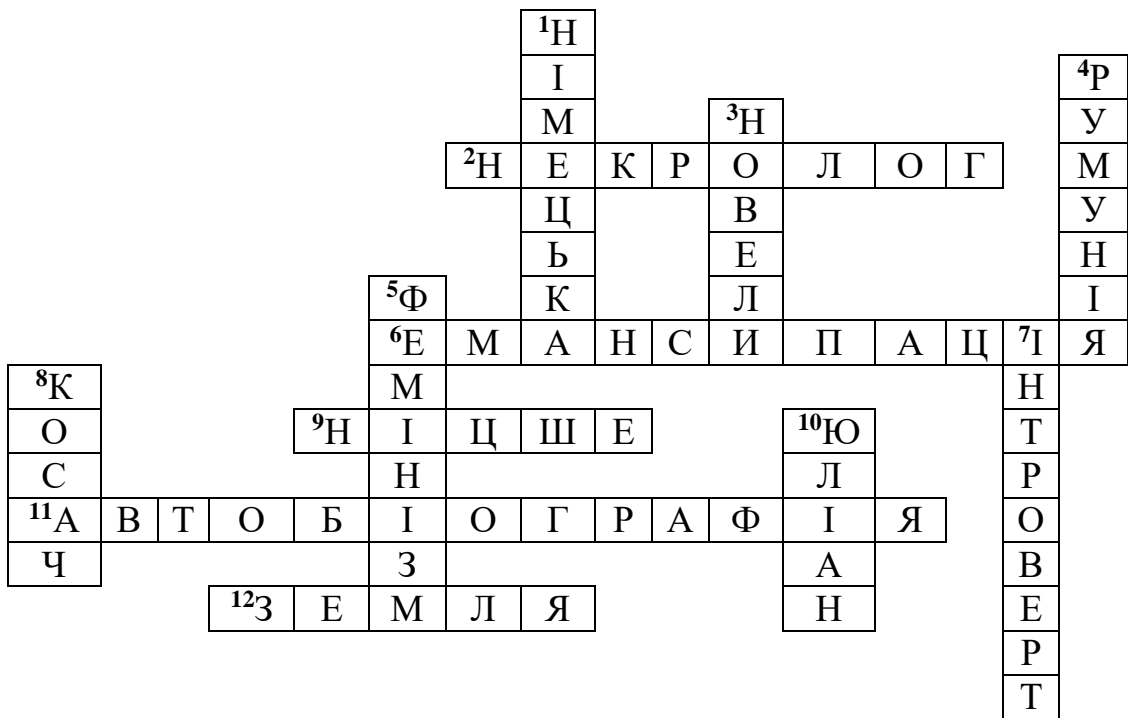 ¹Н
І ⁴Р
М ³Н У
²Н Е К Р О Л О Г М
Ц В У
Ь Е Н
⁵Ф К Л І
⁶Е М А Н С И П А Ц ⁷І Я
⁸К М Н
О ⁹Н І Ц Ш Е ¹⁰Ю Т
С Н Л Р
¹¹А В Т О Б І О Г Р А Ф І Я О
Ч З А В
¹²З Е М Л Я Н Е
Р
Т